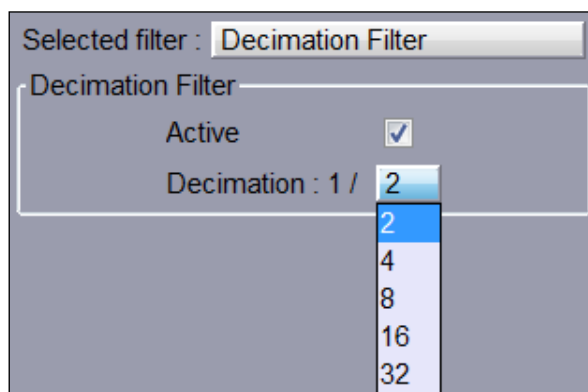 Selected filter : Decimation Filter
Decimation Filter
Active
Decimation : 1 / 2
2
4
8
16
32